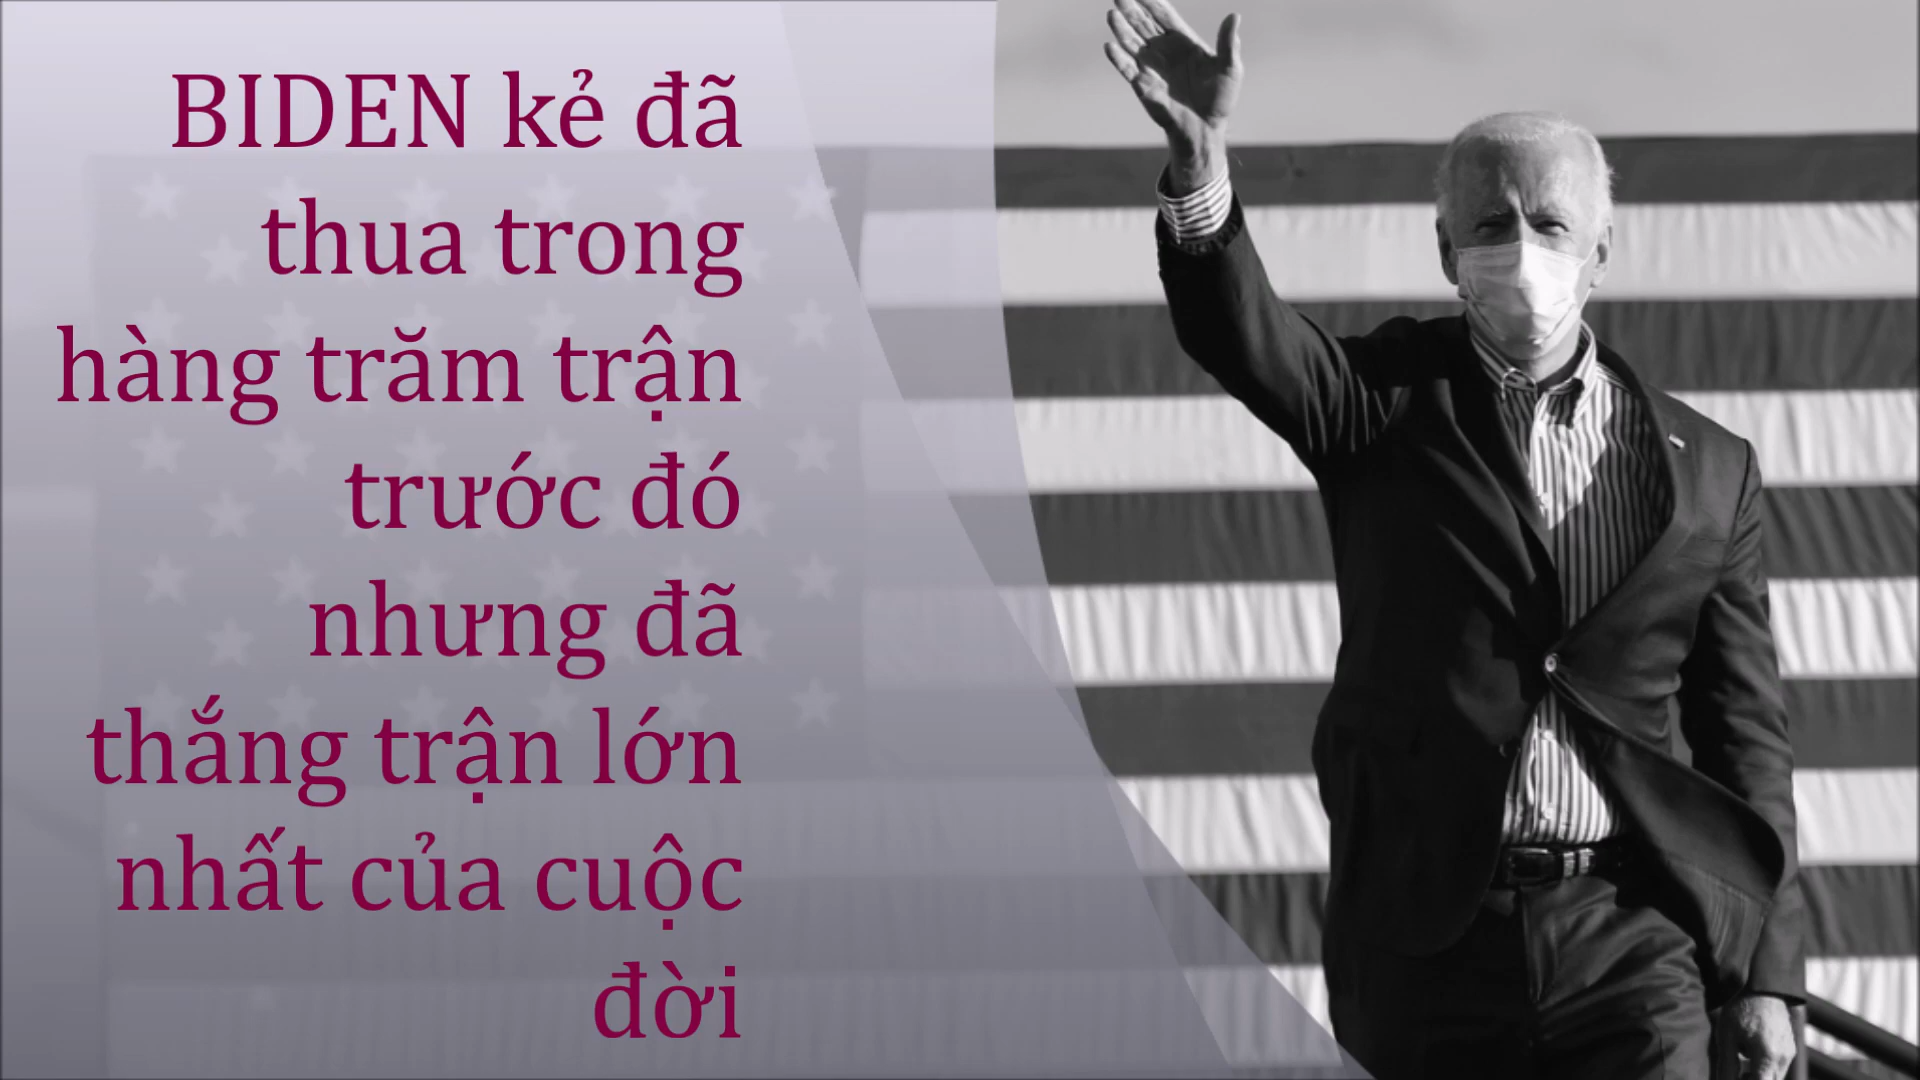 BIDEN kẻ đã
thua trong
hàng trăm trận
trước đó
nhưng đã
thắng trận lớn
nhất của cuộc
đời